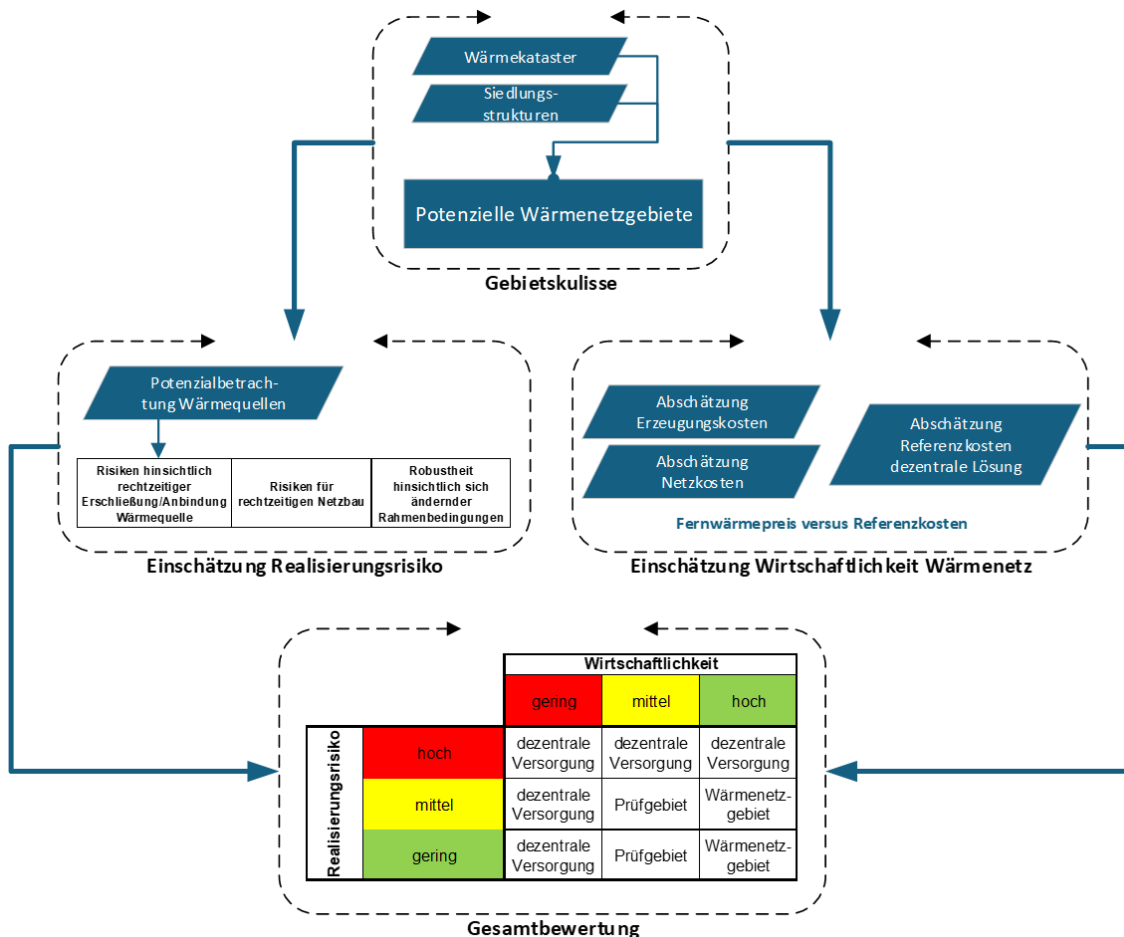 Wärmekataster
Siedlungs-
strukturen
Potenzielle Wärmenetzgebiete
Gebietskulisse
Potenzialbetrach-
tung Wärmequellen
Risiken hinsichtlich
rechtzeitiger
Erschließung/Anbindung
Wärmequelle
Risiken für
rechtzeitigen Netzbau
Robustheit
hinsichtlich sich
ändernder
Rahmenbedingungen
Einschätzung Realisierungsrisiko
Abschätzung
Erzeugungskosten
Abschätzung
Netzkosten
Abschätzung
Referenzkosten
dezentrale Lösung
Fernwärmepreis versus Referenzkosten
Einschätzung Wirtschaftlichkeit Wärmenetz
Wirtschaftlichkeit
gering
mittel
hoch
Realisierungsrisiko
hoch
dezentrale
Versorgung
dezentrale
Versorgung
dezentrale
Versorgung
mittel
dezentrale
Versorgung
Prüfgebiet
Wärmenetz-
gebiet
gering
dezentrale
Versorgung
Prüfgebiet
Wärmenetz-
gebiet
Gesamtbewertung